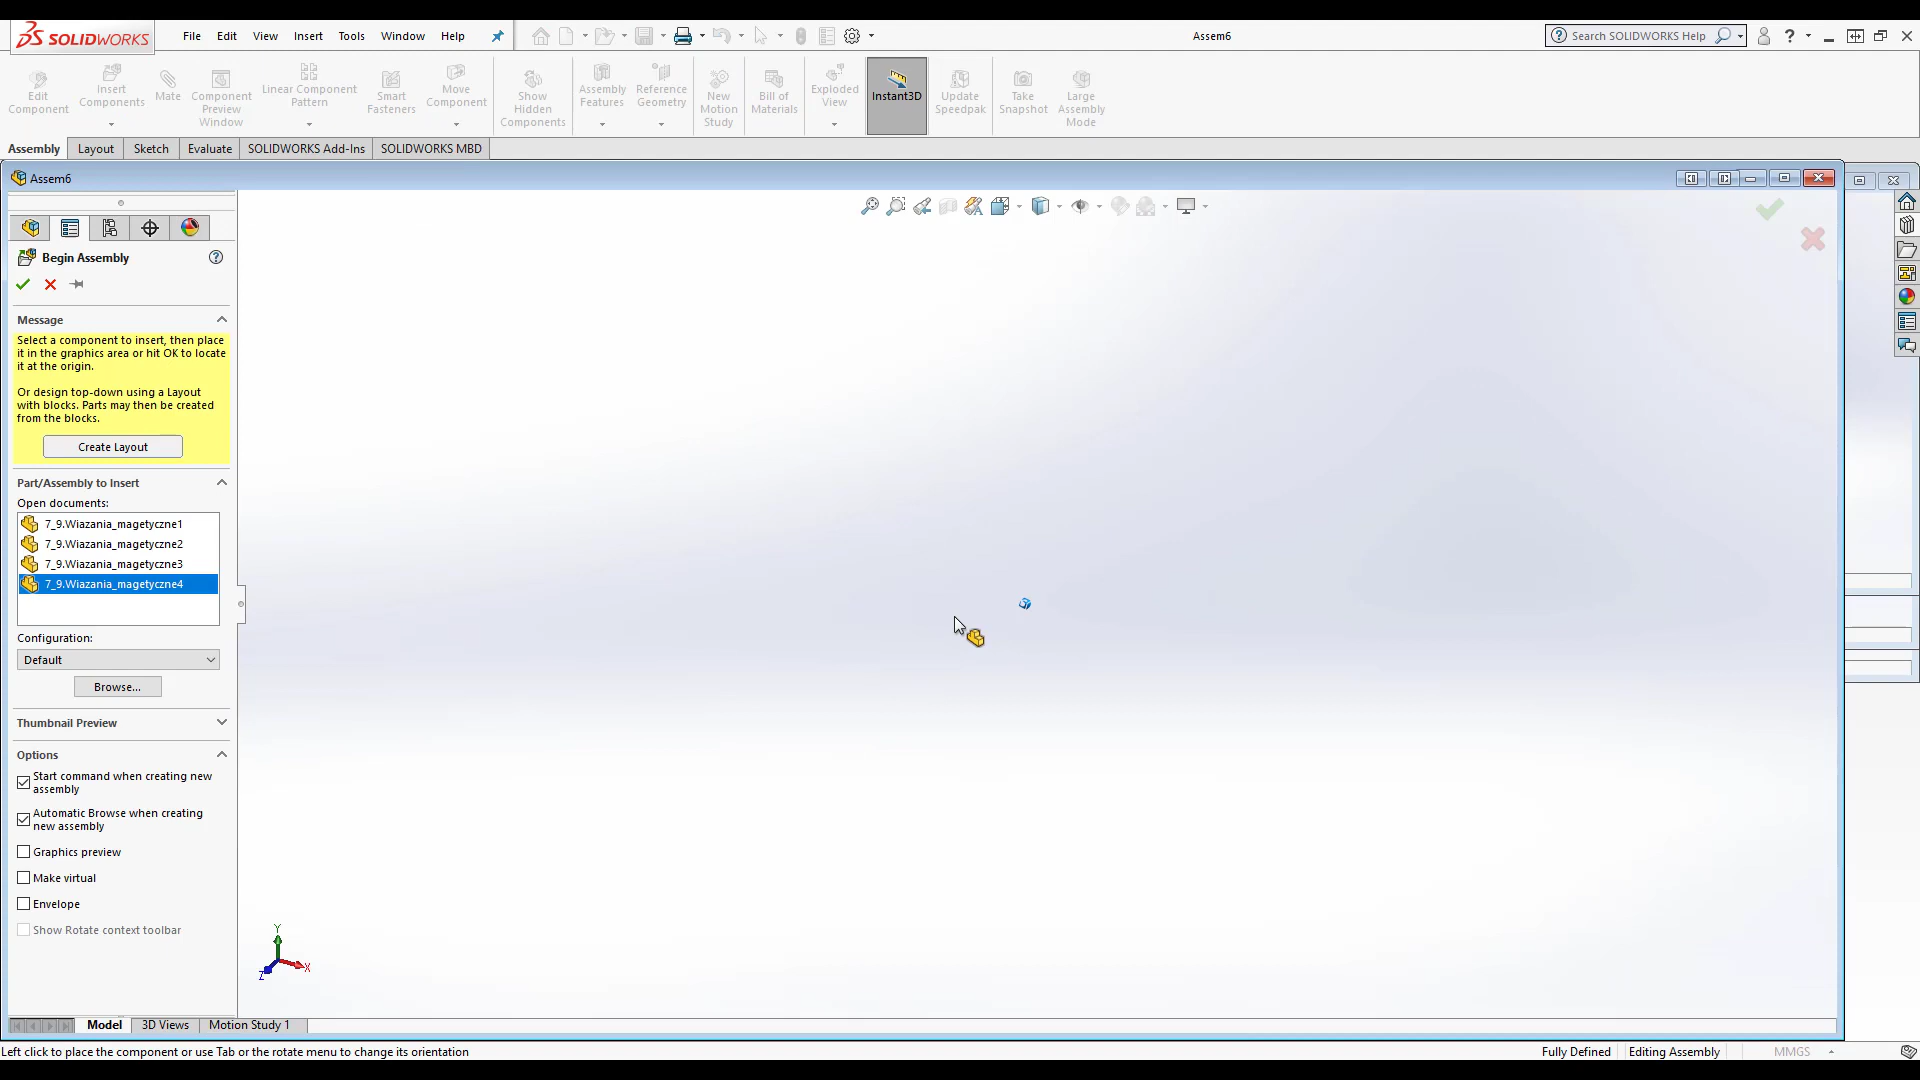 SOLIDWORKS File Edit View Insert Tools Window Help Assem6 Search SOLIDWORKS Help
Edit Component
Insert Components
Mate
Component Preview Window
Linear Component Pattern
Smart Fasteners
Move Component
Show Hidden Components
Assembly Features
Reference Geometry
New Motion Study
Bill of Materials
Exploded View
Instant3D
Update Speedpak
Take Snapshot
Large Assembly Mode
Assembly Layout Sketch Evaluate SOLIDWORKS Add-Ins SOLIDWORKS MBD
Assem6
Begin Assembly
Message
Select a component to insert, then place
it in the graphics area or hit OK to locate
it at the origin.
Or design top-down using a Layout
with blocks. Parts may then be created
from the blocks.
Create Layout
Part/Assembly to Insert
Open documents:
7_9.Wiazania_magetyczne1
7_9.Wiazania_magetyczne2
7_9.Wiazania_magetyczne3
7_9.Wiazania_magetyczne4
Configuration:
Default
Browse...
Thumbnail Preview
Options
Start command when creating new
assembly
Automatic Browse when creating
new assembly
Graphics preview
Make virtual
Envelope
Show Rotate context toolbar
Y
X
Z
Model 3D Views Motion Study 1
Left click to place the component or use Tab or the rotate menu to change its orientation Fully Defined Editing Assembly MMGS